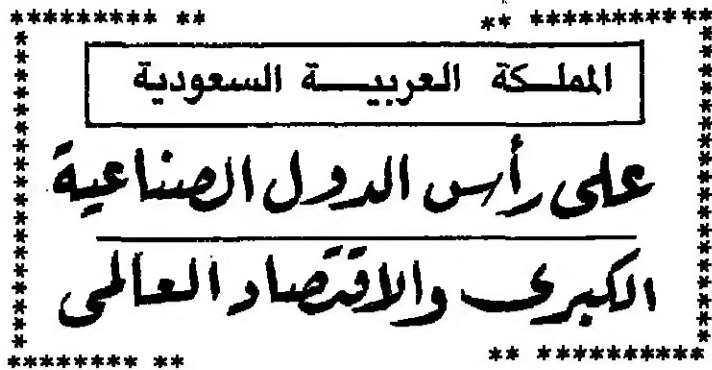 المملكة العربية السعودية
على رأس الدول الصناعية
الكبرى والاقتصاد العالمى